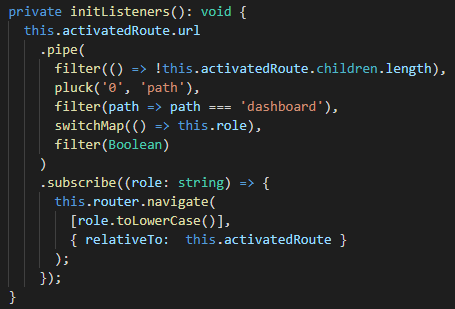 private initListeners(): void {
  this.activatedRoute.url
    .pipe(
      filter(() => !this.activatedRoute.children.length),
      pluck('0', 'path'),
      filter(path => path === 'dashboard'),
      switchMap(() => this.role),
      filter(Boolean)
    )
    .subscribe((role: string) => {
      this.router.navigate(
        [role.toLowerCase()],
        { relativeTo:  this.activatedRoute }
      );
    });
}